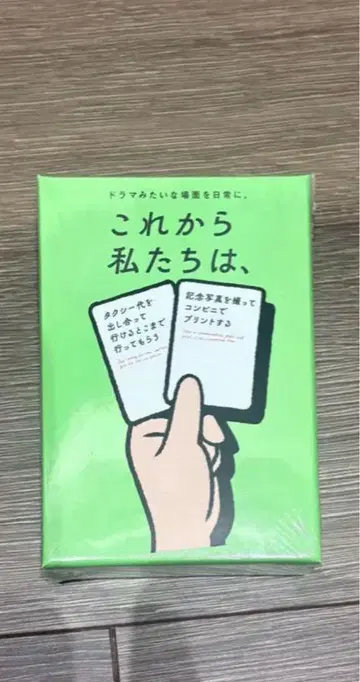 ドラマみたいな場面を日常に。
これから
私たちは、
タクシー代を
出し合って
行けるとこまで
行ってもらう
記念写真を撮って
コンビニで
プリントする